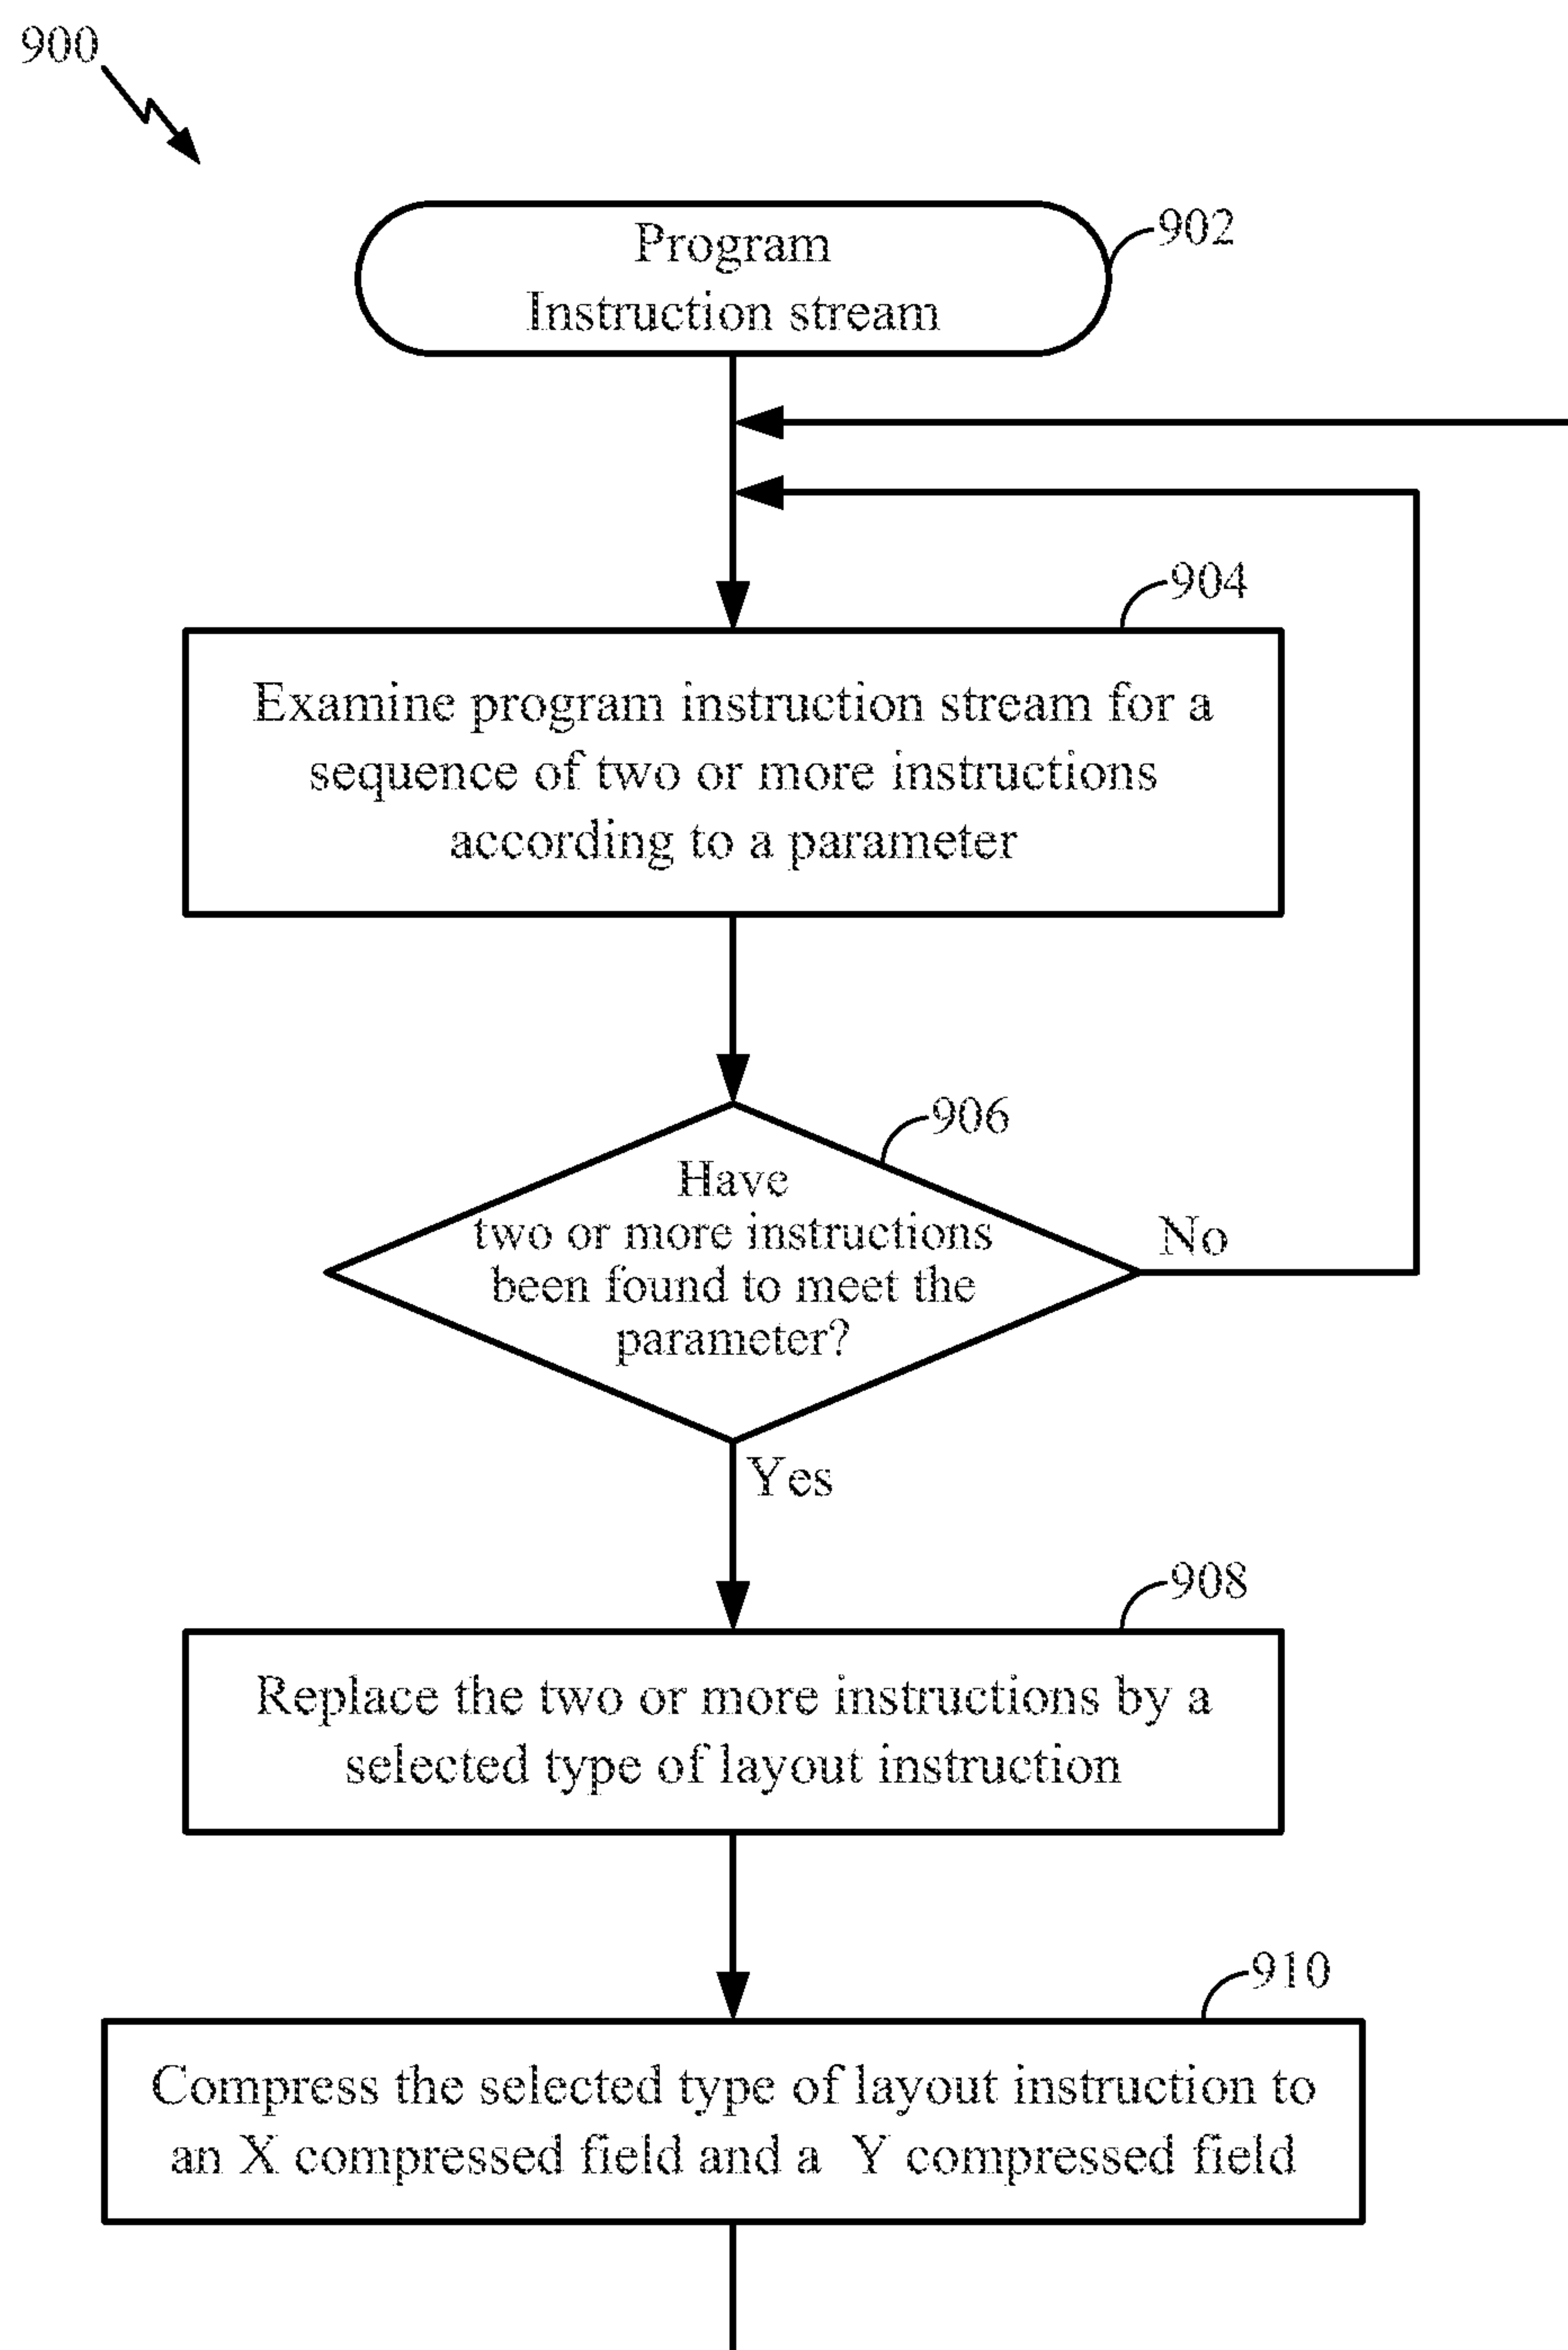 900
Program
Instruction stream
902
904
Examine program instruction stream for a
sequence of two or more instructions
according to a parameter
906
Have
two or more instructions
been found to meet the
parameter?
No
Yes
908
Replace the two or more instructions by a
selected type of layout instruction
910
Compress the selected type of layout instruction to
an X compressed field and a Y compressed field